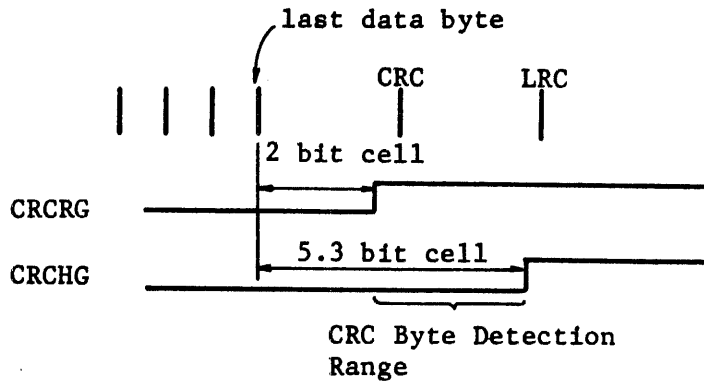 last data byte
CRC LRC
2 bit cell
CRCRG
5.3 bit cell
CRCHG
CRC Byte Detection
Range